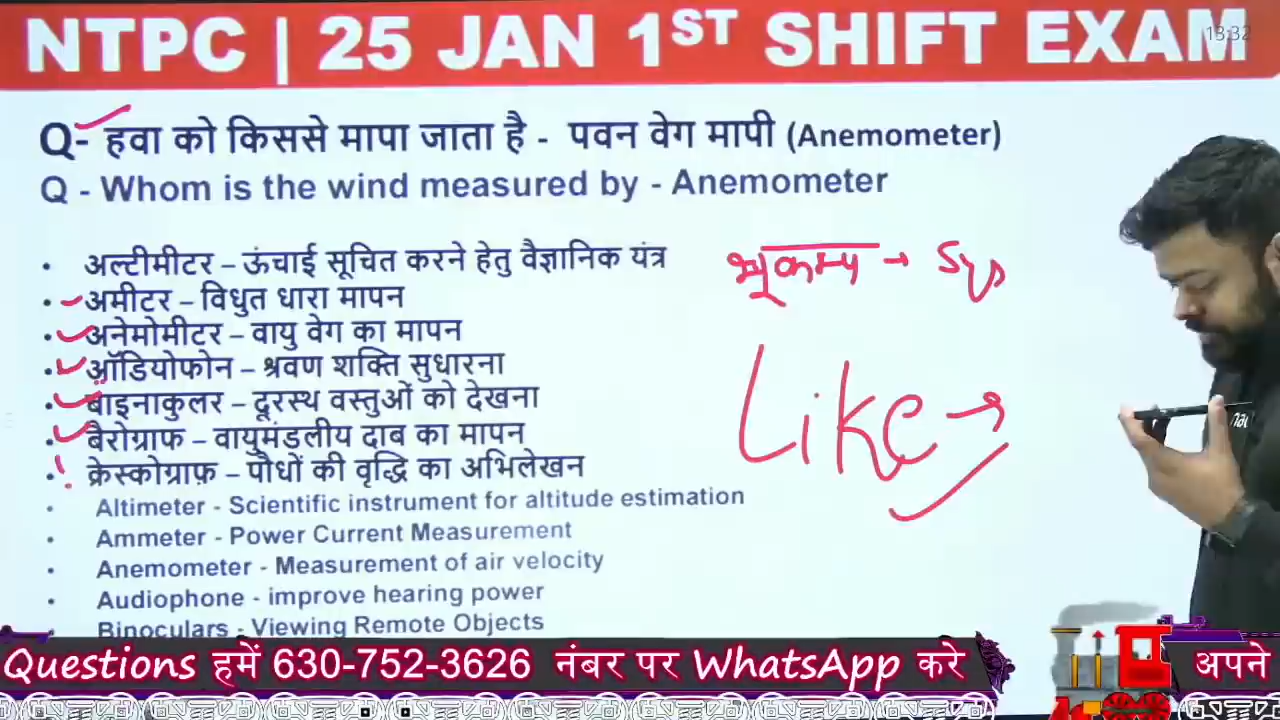 NTPC | 25 JAN 1ST SHIFT EXAM
13:32
Q- हवा को किससे मापा जाता है - पवन वेग मापी (Anemometer)
Q - Whom is the wind measured by - Anemometer
• अल्टीमीटर – ऊंचाई सूचित करने हेतु वैज्ञानिक यंत्र
• अमीटर – विधुत धारा मापन
• अनेमोमीटर – वायु वेग का मापन
• ऑडियोफोन – श्रवण शक्ति सुधारना
• बाइनाकुलर – दूरस्थ वस्तुओं को देखना
• बैरोग्राफ – वायुमंडलीय दाब का मापन
• क्रेस्कोग्राफ़ – पौधों की वृद्धि का अभिलेखन
• Altimeter - Scientific instrument for altitude estimation
• Ammeter - Power Current Measurement
• Anemometer - Measurement of air velocity
• Audiophone - improve hearing power
Binoculars - Viewing Remote Objects
भूकम्प →
Like →
Questions हमें 630-752-3626 नंबर पर WhatsApp करे
अपने